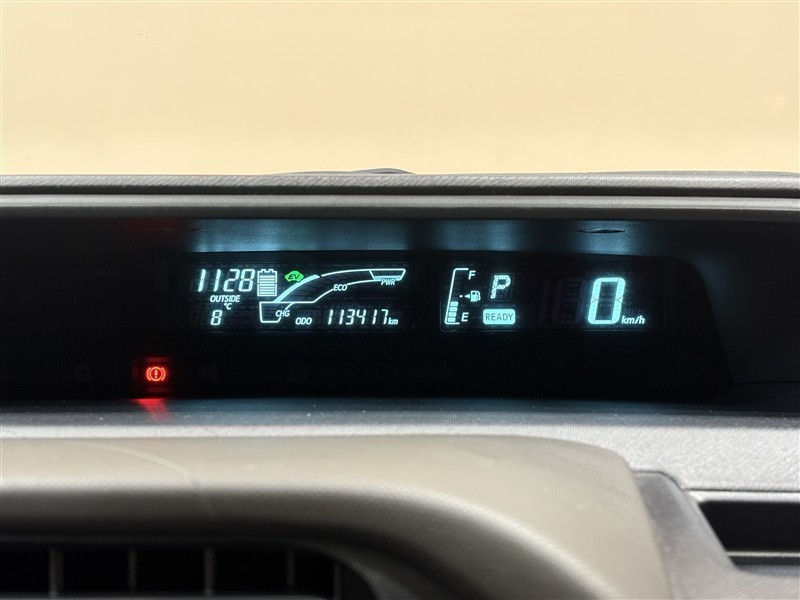 1128
OUTSIDE
°C
8
EV
ECO
PWR
CHG
ODO 113417 km
F
E
P
READY
0 km/h